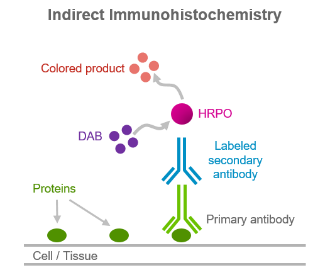 Indirect Immunohistochemistry
Colored product
HRPO
DAB
Labeled
secondary
antibody
Proteins
Primary antibody
Cell / Tissue